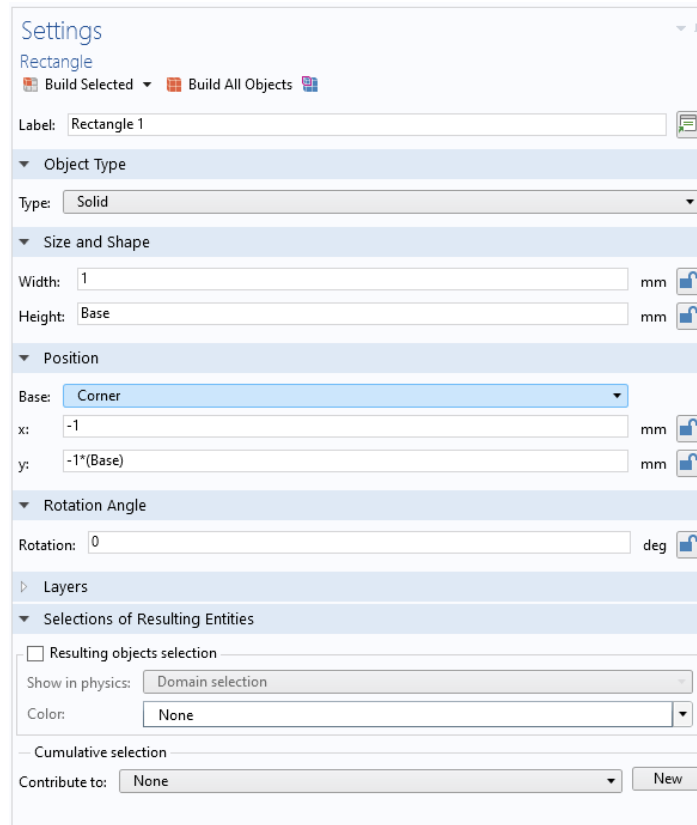 Settings
Rectangle
Build Selected Build All Objects
Label: Rectangle 1
Object Type
Type: Solid
Size and Shape
Width: 1 mm
Height: Base mm
Position
Base: Corner
x: -1 mm
y: -1*(Base) mm
Rotation Angle
Rotation: 0 deg
Layers
Selections of Resulting Entities
Resulting objects selection
Show in physics: Domain selection
Color: None
Cumulative selection
Contribute to: None New